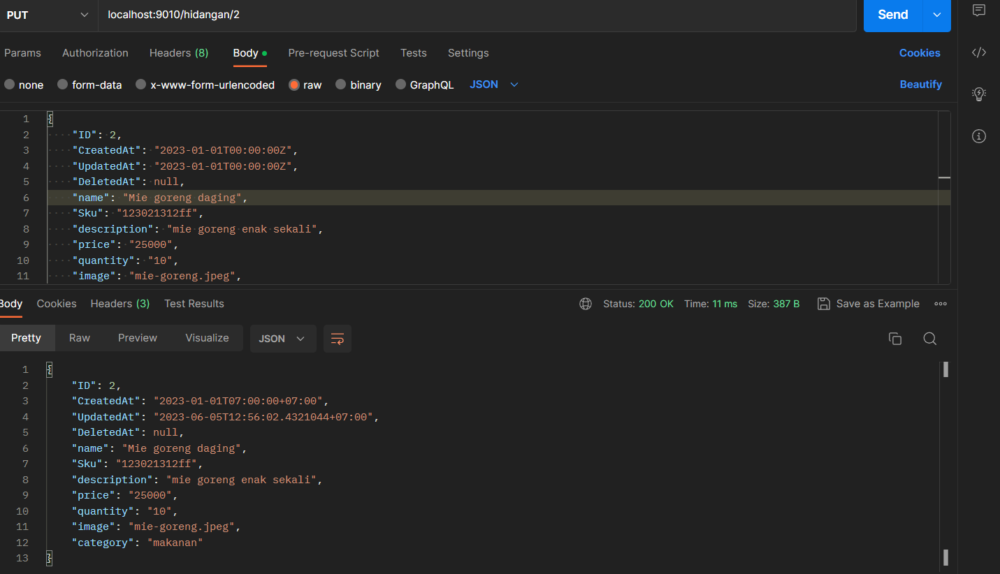 PUT localhost:9010/hidangan/2 Send
Params Authorization Headers (8) Body Pre-request Script Tests Settings Cookies
none form-data x-www-form-urlencoded raw binary GraphQL JSON Beautify
1 {
2 "ID": 2,
3 "CreatedAt": "2023-01-01T00:00:00Z",
4 "UpdatedAt": "2023-01-01T00:00:00Z",
5 "DeletedAt": null,
6 "name": "Mie goreng daging",
7 "Sku": "123021312ff",
8 "description": "mie goreng enak sekali",
9 "price": "25000",
10 "quantity": "10",
11 "image": "mie-goreng.jpeg",
Body Cookies Headers (3) Test Results Status: 200 OK Time: 11 ms Size: 387 B Save as Example
Pretty Raw Preview Visualize JSON
1 {
2 "ID": 2,
3 "CreatedAt": "2023-01-01T07:00:00+07:00",
4 "UpdatedAt": "2023-06-05T12:56:02.4321044+07:00",
5 "DeletedAt": null,
6 "name": "Mie goreng daging",
7 "Sku": "123021312ff",
8 "description": "mie goreng enak sekali",
9 "price": "25000",
10 "quantity": "10",
11 "image": "mie-goreng.jpeg",
12 "category": "makanan"
13 }